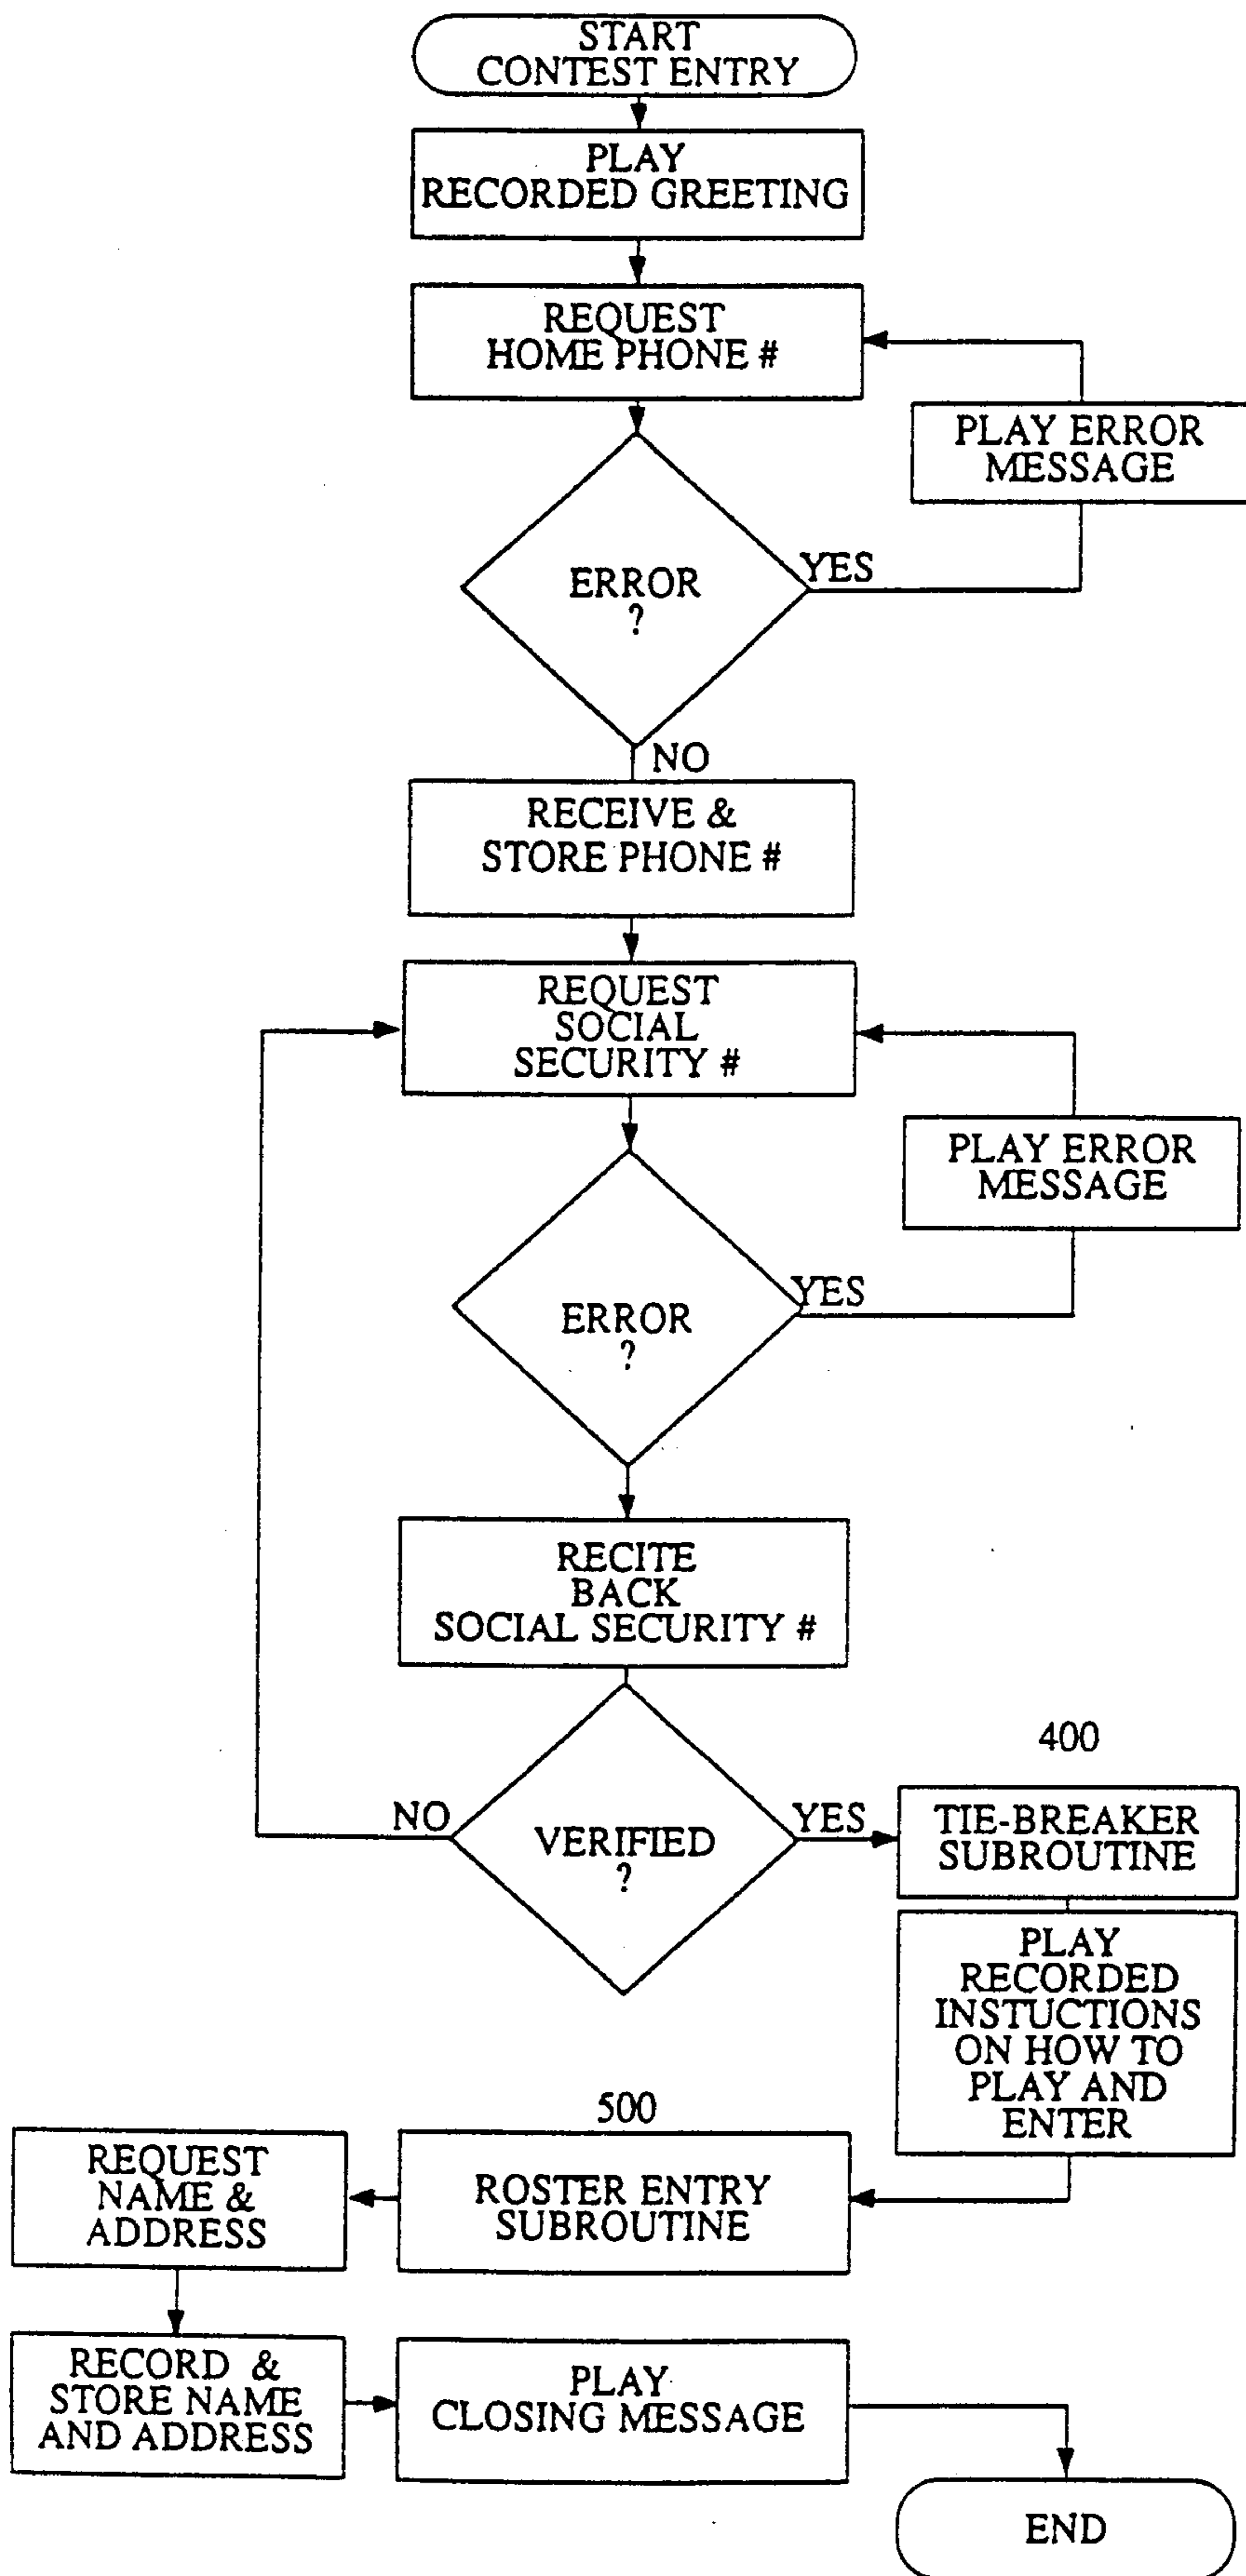 START
CONTEST ENTRY
PLAY
RECORDED GREETING
REQUEST
HOME PHONE #
PLAY ERROR
MESSAGE
ERROR
?
YES
NO
RECEIVE &
STORE PHONE #
REQUEST
SOCIAL
SECURITY #
PLAY ERROR
MESSAGE
ERROR
?
YES
RECITE
BACK
SOCIAL SECURITY #
VERIFIED
?
NO
YES
400
TIE-BREAKER
SUBROUTINE
PLAY
RECORDED
INSTUCTIONS
ON HOW TO
PLAY AND
ENTER
500
ROSTER ENTRY
SUBROUTINE
REQUEST
NAME &
ADDRESS
RECORD &
STORE NAME
AND ADDRESS
PLAY
CLOSING MESSAGE
END